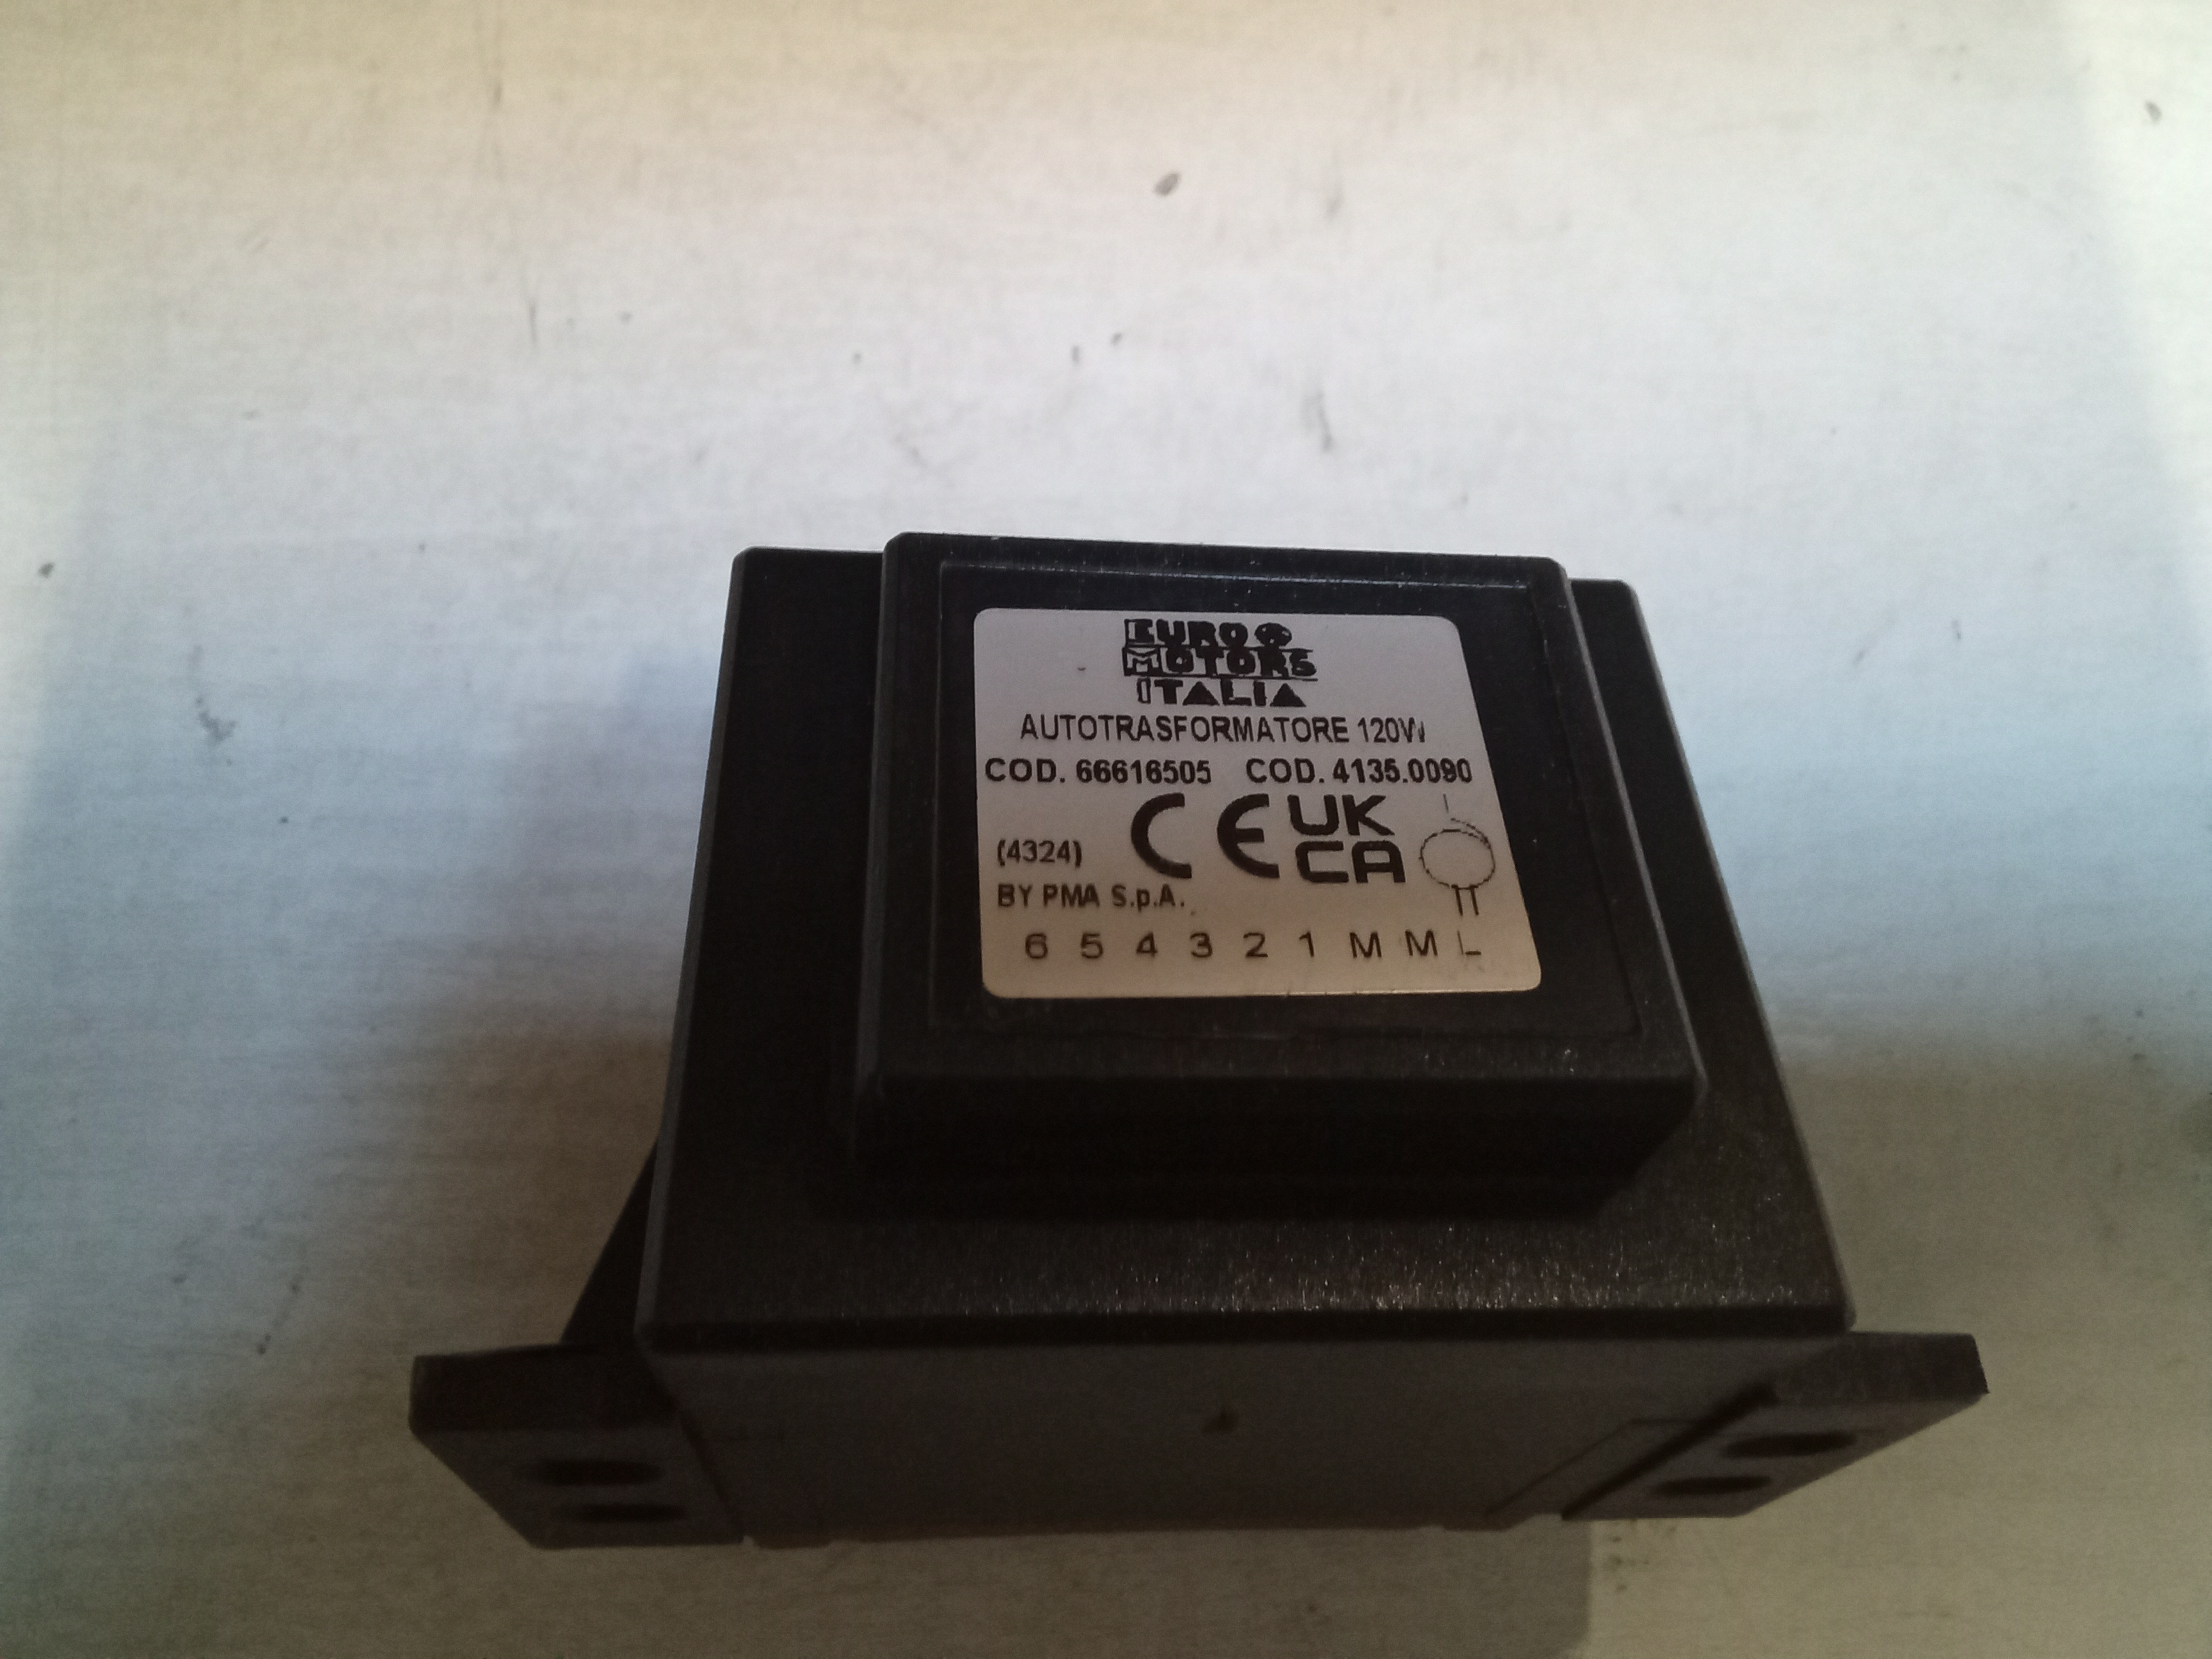 EURO
MOTORS
ITALIA
AUTOTRASFORMATORE 120W
COD. 66616505 COD. 4135.0090
CE UK
CA
(4324)
BY PMA S.p.A.
6 5 4 3 2 1 M M L